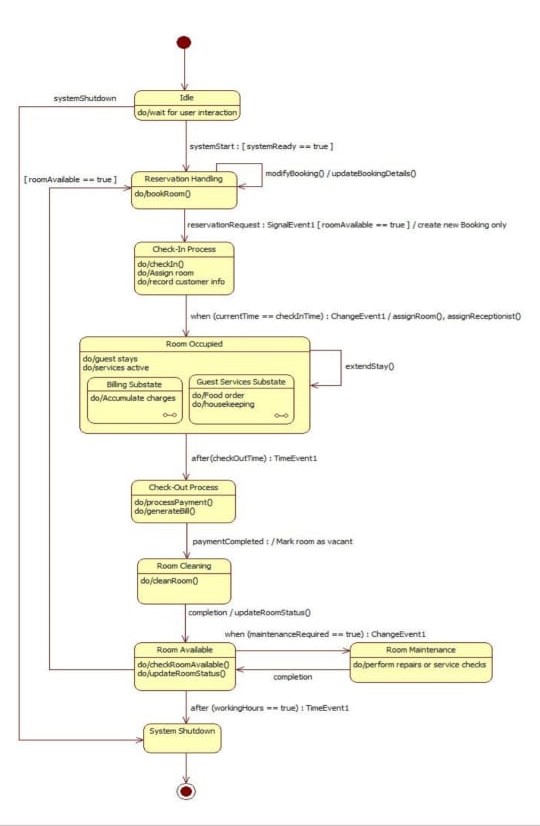 systemShutdown
Idle
do/wait for user interaction
systemStart : [ systemReady == true ]
[ roomAvailable == true ]
Reservation Handling
do/bookRoom()
modifyBooking() / updateBookingDetails()
reservationRequest : SignalEvent1 [ roomAvailable == true ] / create new Booking only
Check-In Process
do/checkIn()
do/Assign room
do/record customer info
when (currentTime == checkInTime) : ChangeEvent1 / assignRoom(), assignReceptionist()
Room Occupied
do/guest stays
do/services active
extendStay()
Billing Substate
do/Accumulate charges
Guest Services Substate
do/Food order
do/housekeeping
after(checkOutTime) : TimeEvent1
Check-Out Process
do/processPayment()
do/generateBill()
paymentCompleted : / Mark room as vacant
Room Cleaning
do/cleanRoom()
completion / updateRoomStatus()
when (maintenanceRequired == true) : ChangeEvent1
Room Available
do/checkRoomAvailable()
do/updateRoomStatus()
Room Maintenance
do/perform repairs or service checks
completion
after (workingHours == true) : TimeEvent1
System Shutdown